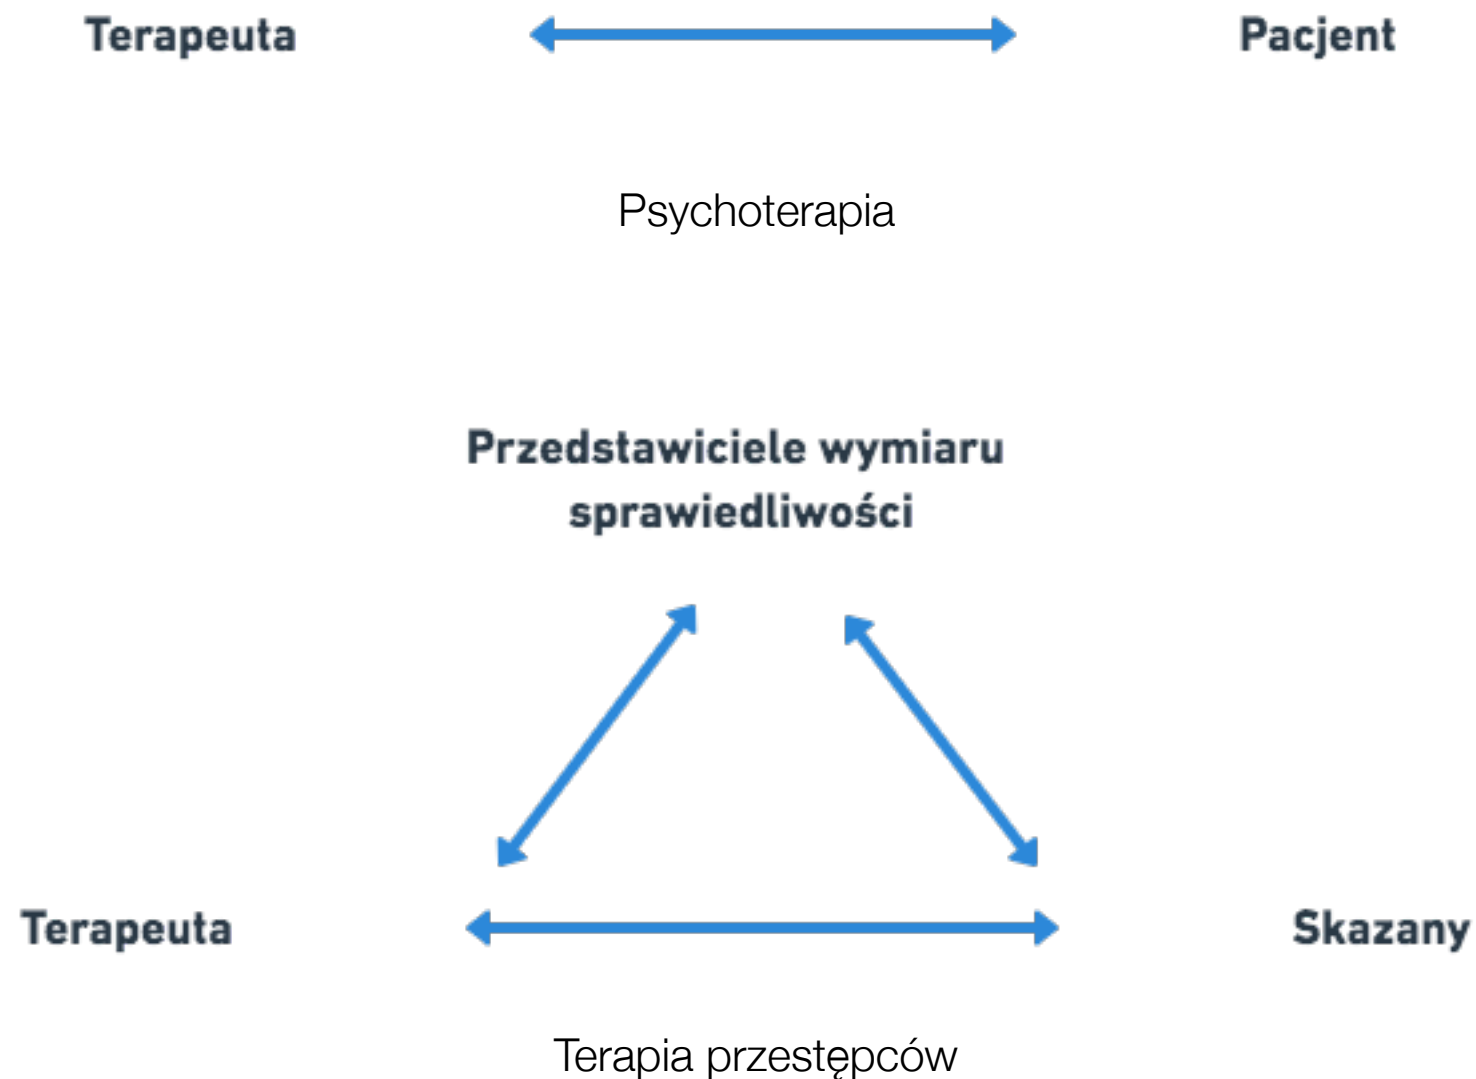 Terapeuta
Pacjent
Psychoterapia
Przedstawiciele wymiaru
sprawiedliwości
Terapeuta
Skazany
Terapia przestępców